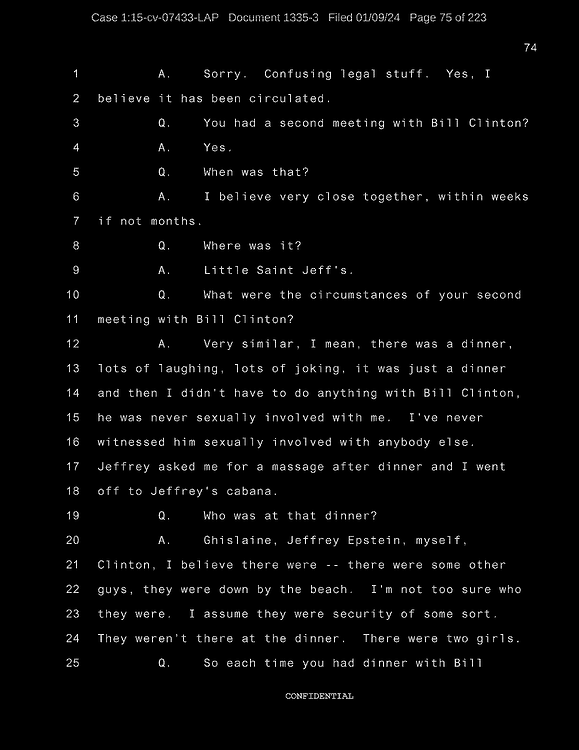 Case 1:15-cv-07433-LAP Document 1335-3 Filed 01/09/24 Page 75 of 223
74
1 A. Sorry. Confusing legal stuff. Yes, I
2 believe it has been circulated.
3 Q. You had a second meeting with Bill Clinton?
4 A. Yes.
5 Q. When was that?
6 A. I believe very close together, within weeks
7 if not months.
8 Q. Where was it?
9 A. Little Saint Jeff's.
10 Q. What were the circumstances of your second
11 meeting with Bill Clinton?
12 A. Very similar, I mean, there was a dinner,
13 lots of laughing, lots of joking, it was just a dinner
14 and then I didn't have to do anything with Bill Clinton,
15 he was never sexually involved with me. I've never
16 witnessed him sexually involved with anybody else.
17 Jeffrey asked me for a massage after dinner and I went
18 off to Jeffrey's cabana.
19 Q. Who was at that dinner?
20 A. Ghislaine, Jeffrey Epstein, myself,
21 Clinton, I believe there were -- there were some other
22 guys, they were down by the beach. I'm not too sure who
23 they were. I assume they were security of some sort.
24 They weren't there at the dinner. There were two girls.
25 Q. So each time you had dinner with Bill
CONFIDENTIAL